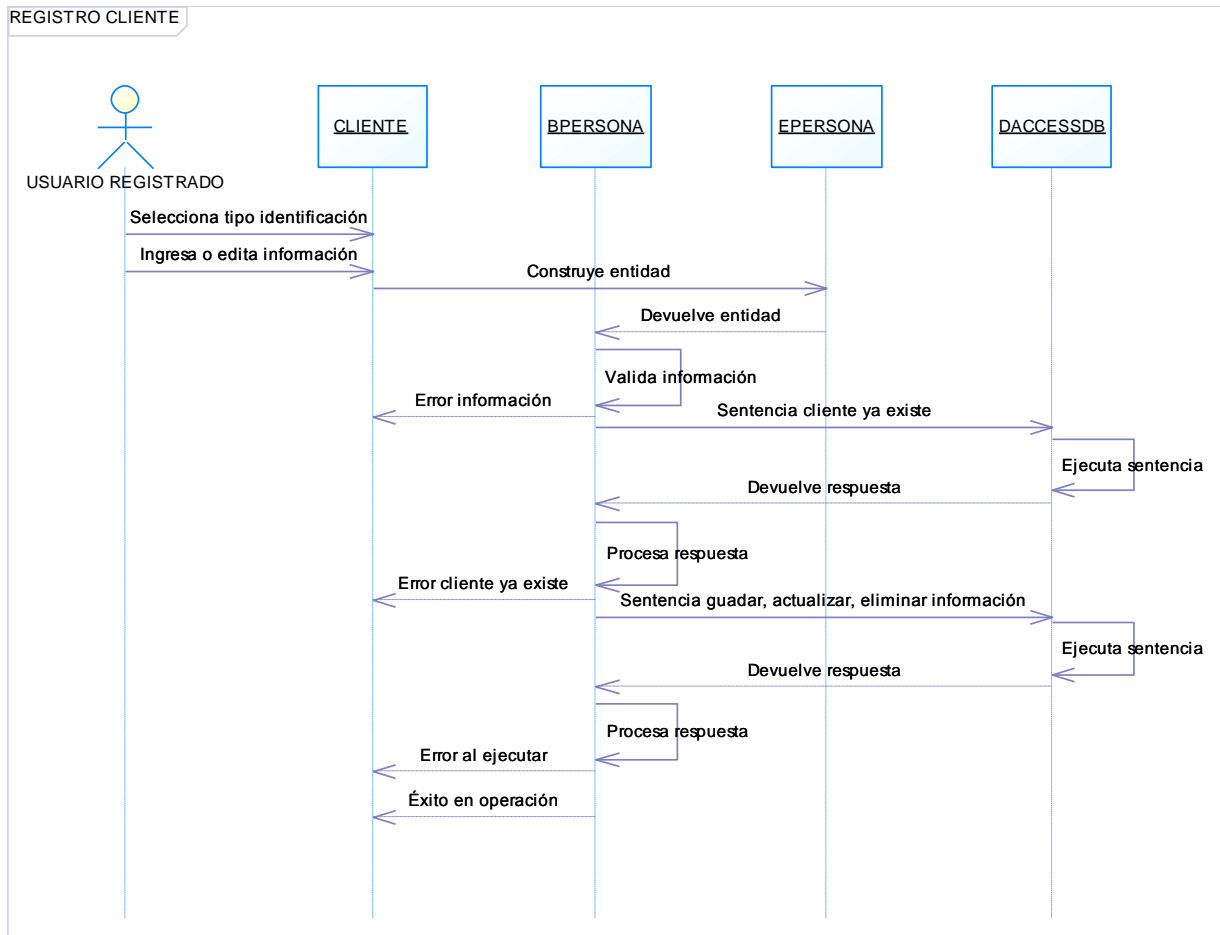 REGISTRO CLIENTE
CLIENTE
BPERSONA
EPERSONA
DACCESSDB
USUARIO REGISTRADO
Selecciona tipo identificación
Ingresa o edita información
Construye entidad
Devuelve entidad
Valida información
Error información
Sentencia cliente ya existe
Ejecuta sentencia
Devuelve respuesta
Procesa respuesta
Error cliente ya existe
Sentencia guadar, actualizar, eliminar información
Ejecuta sentencia
Devuelve respuesta
Procesa respuesta
Error al ejecutar
Éxito en operación